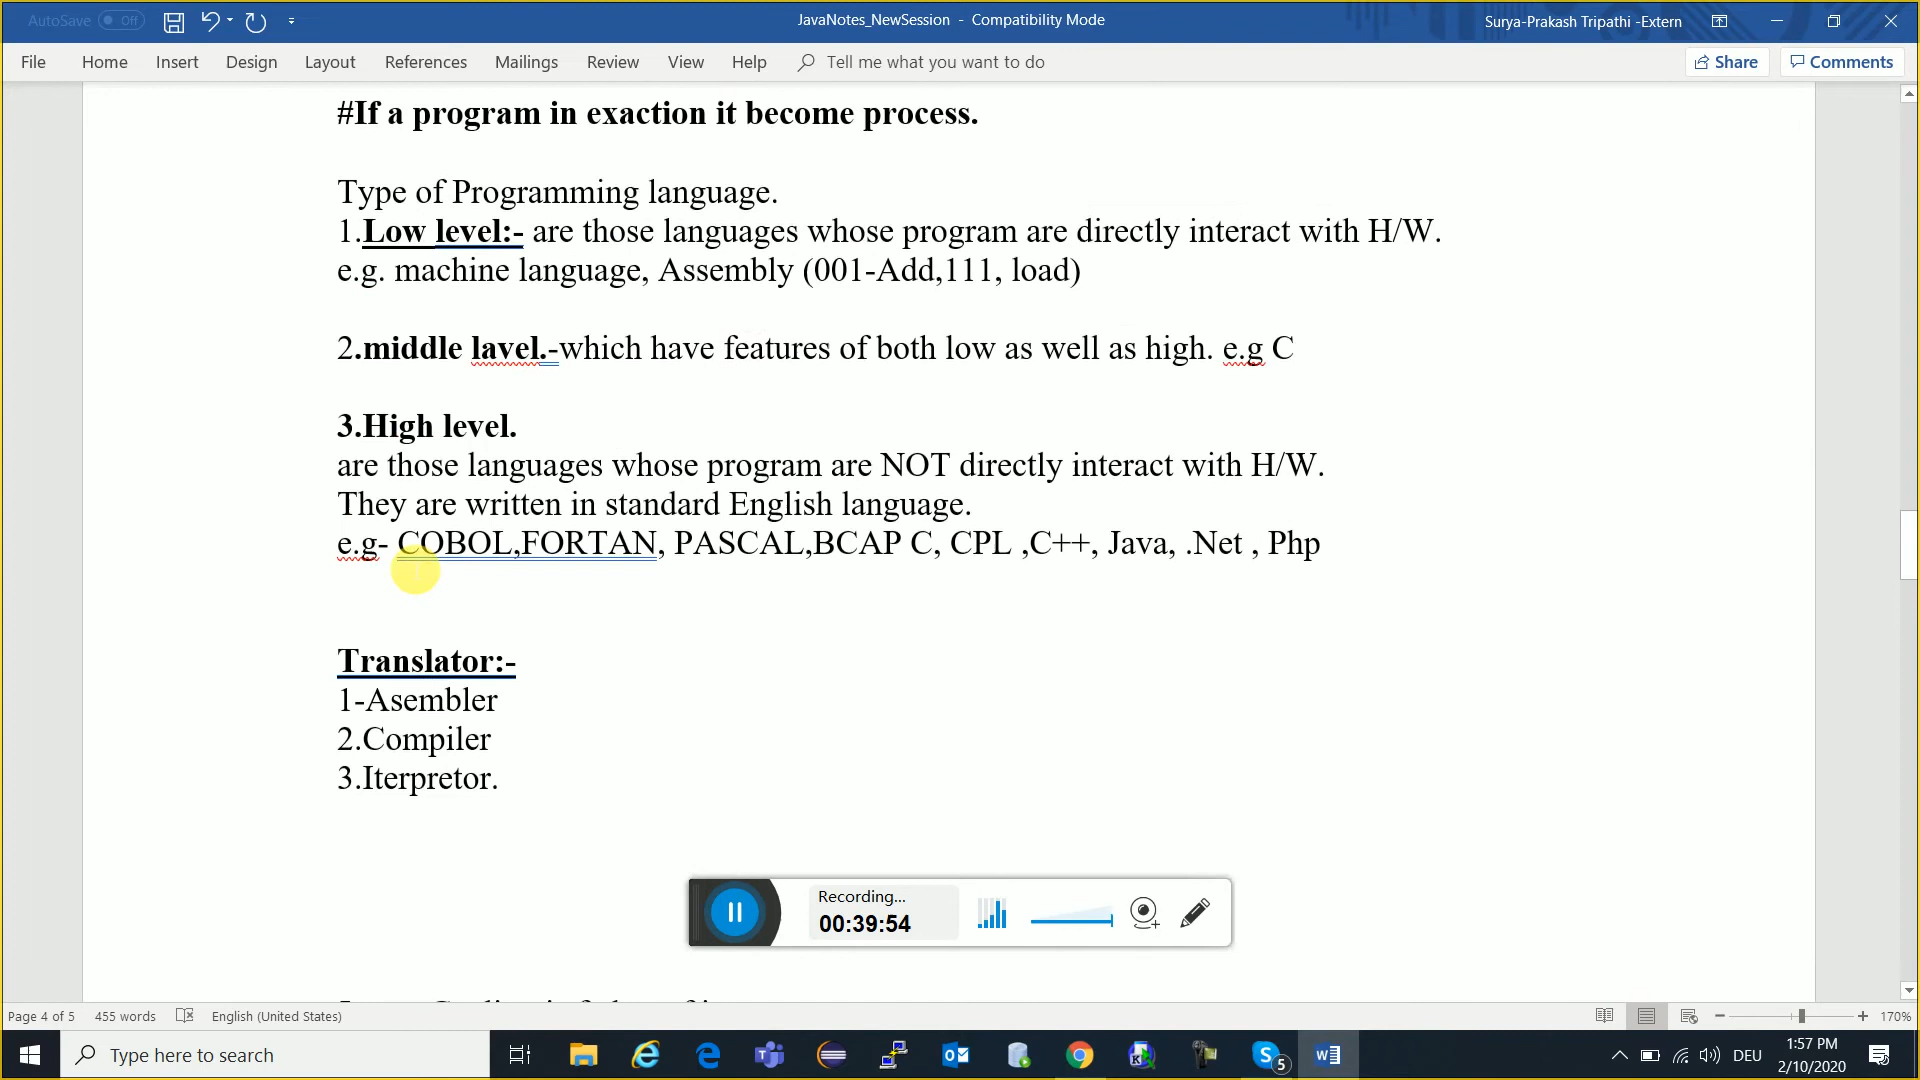 AutoSave Off
JavaNotes_NewSession - Compatibility Mode
Surya-Prakash Tripathi -Extern
File Home Insert Design Layout References Mailings Review View Help Tell me what you want to do Share Comments
#If a program in exaction it become process.
Type of Programming language.
1.Low level:- are those languages whose program are directly interact with H/W.
e.g. machine language, Assembly (001-Add,111, load)
2.middle lavel.-which have features of both low as well as high. e.g C
3.High level.
are those languages whose program are NOT directly interact with H/W.
They are written in standard English language.
e.g- COBOL,FORTAN, PASCAL,BCAP C, CPL ,C++, Java, .Net , Php
Translator:-
1-Asembler
2.Compiler
3.Iterpretor.
Recording...
00:39:54
Page 4 of 5 455 words English (United States) 170%
Type here to search
5
DEU
1:57 PM
2/10/2020